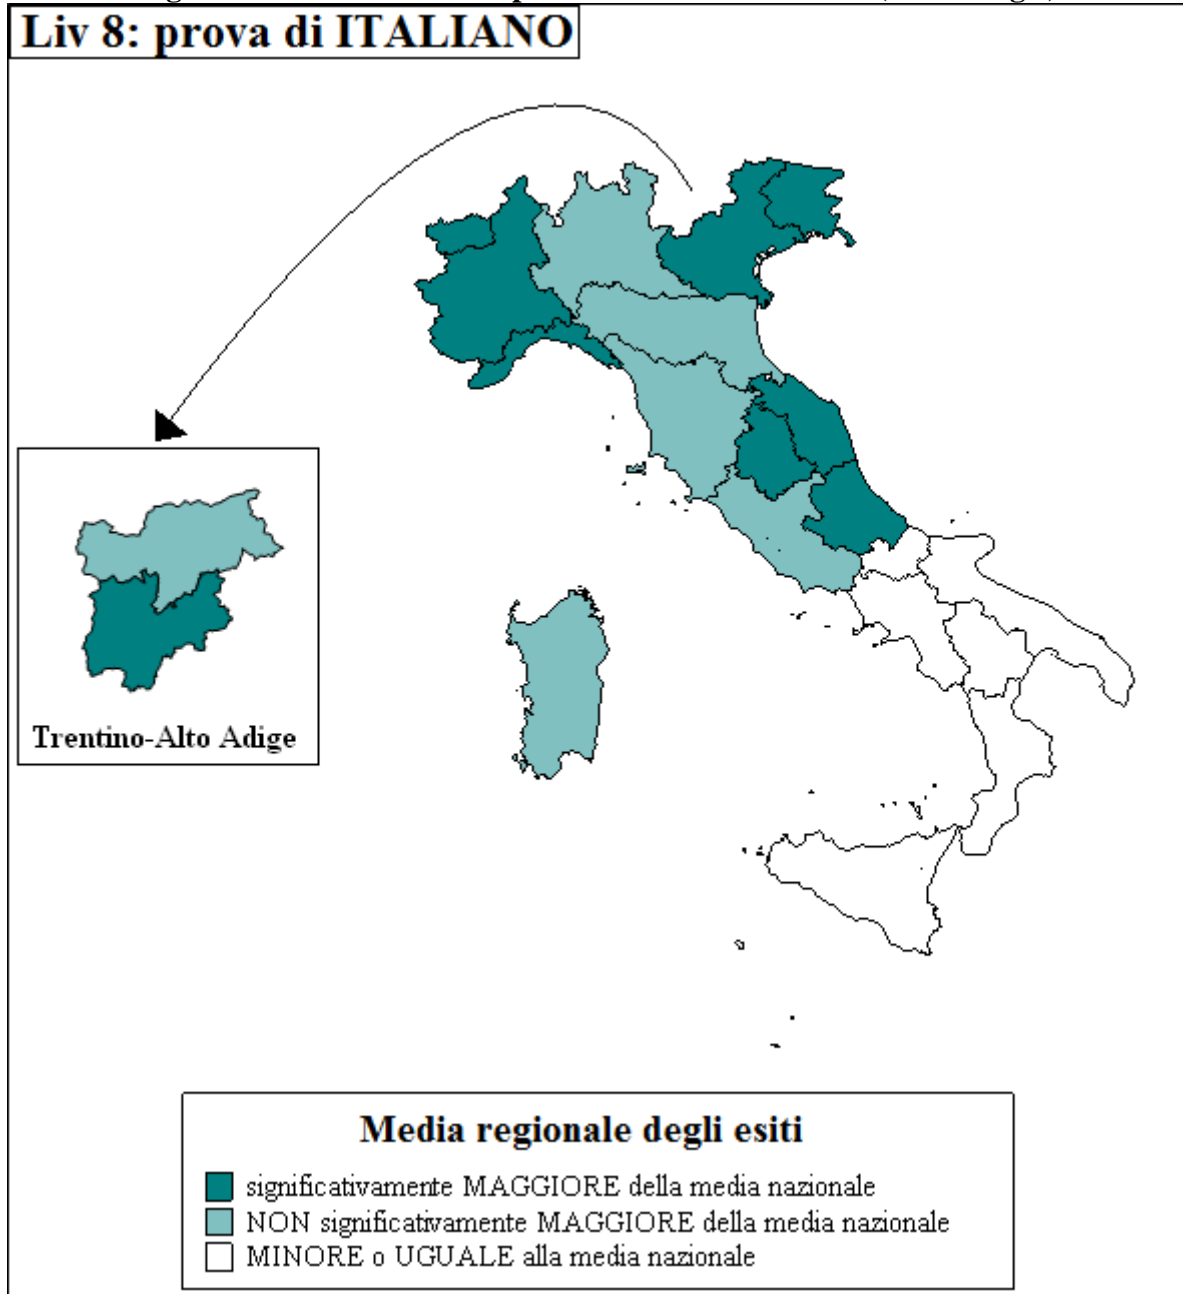 Liv 8: prova di ITALIANO
Trentino-Alto Adige
Media regionale degli esiti
significativamente MAGGIORE della media nazionale
NON significativamente MAGGIORE della media nazionale
MINORE o UGUALE alla media nazionale